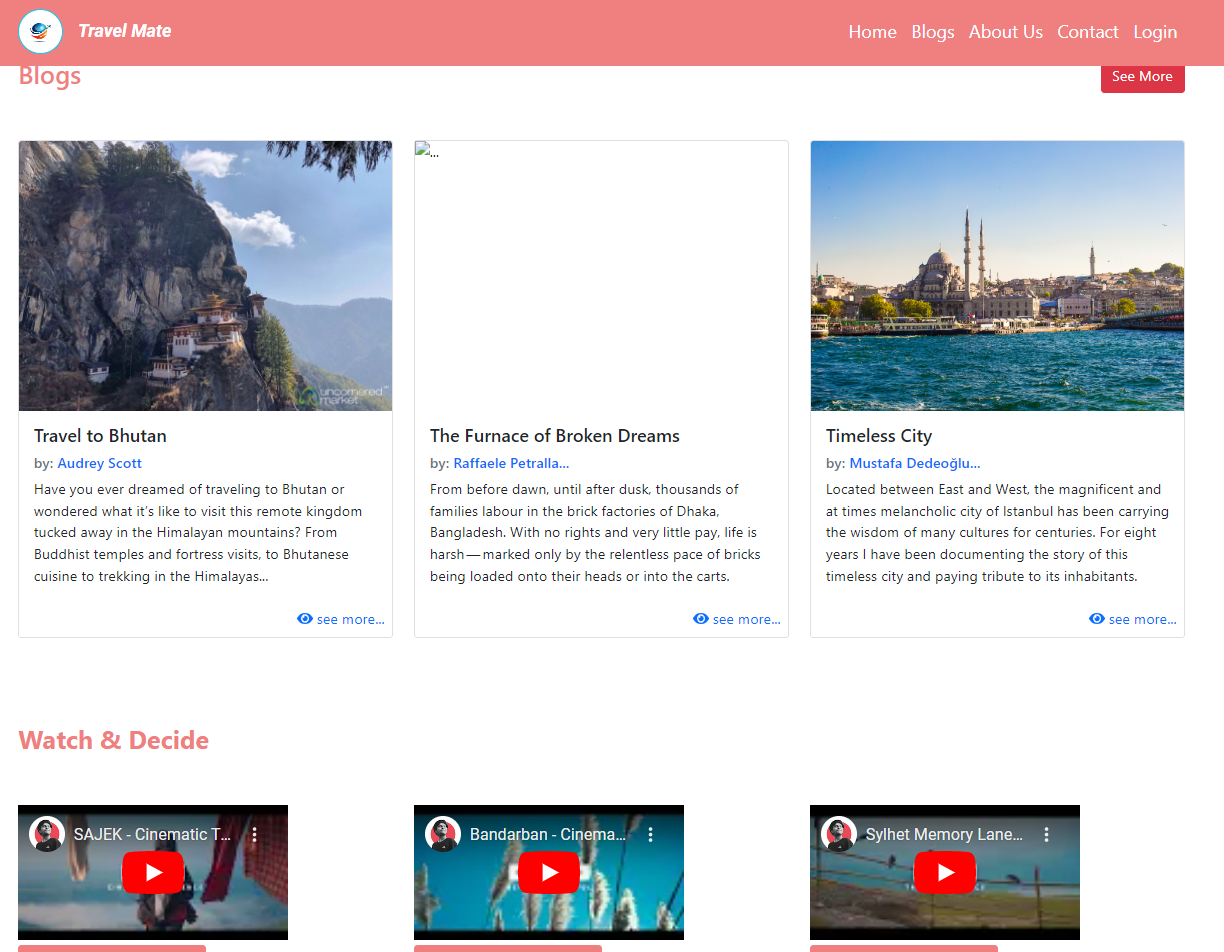 Travel Mate
Home Blogs About Us Contact Login
Blogs
See More
uncornered
market™
...
Travel to Bhutan
by: Audrey Scott
Have you ever dreamed of traveling to Bhutan or
wondered what it's like to visit this remote kingdom
tucked away in the Himalayan mountains? From
Buddhist temples and fortress visits, to Bhutanese
cuisine to trekking in the Himalayas...
see more...
The Furnace of Broken Dreams
by: Raffaele Petralla...
From before dawn, until after dusk, thousands of
families labour in the brick factories of Dhaka,
Bangladesh. With no rights and very little pay, life is
harsh — marked only by the relentless pace of bricks
being loaded onto their heads or into the carts.
see more...
Timeless City
by: Mustafa Dedeoğlu...
Located between East and West, the magnificent and
at times melancholic city of Istanbul has been carrying
the wisdom of many cultures for centuries. For eight
years I have been documenting the story of this
timeless city and paying tribute to its inhabitants.
see more...
Watch & Decide
SAJEK - Cinematic T...
Bandarban - Cinema...
Sylhet Memory Lane...